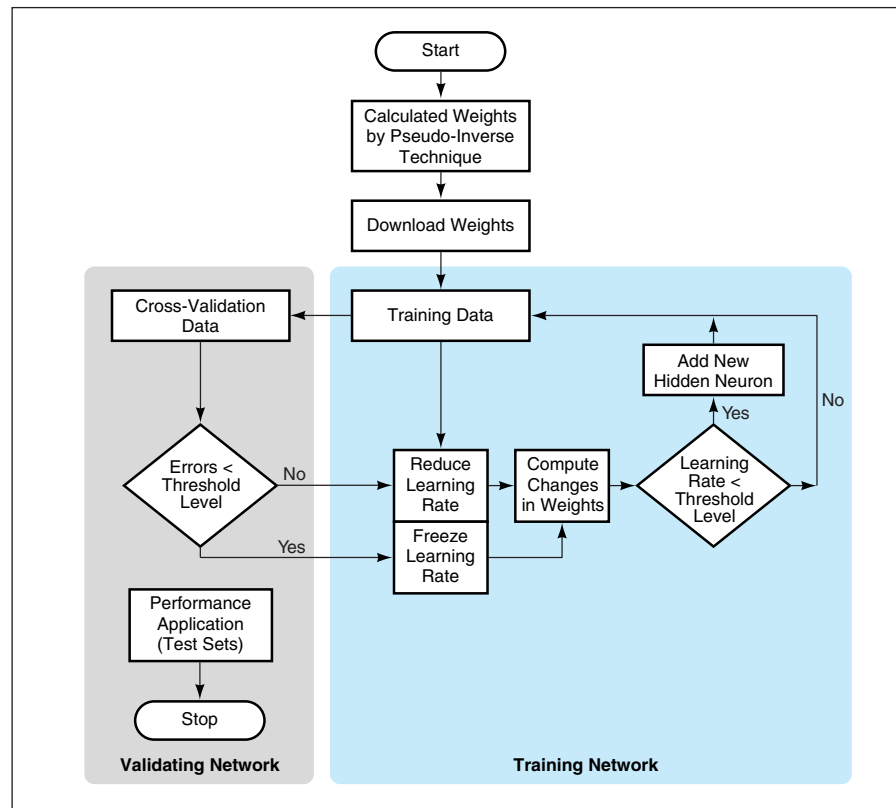 Start
Calculated Weights
by Pseudo-Inverse
Technique
Download Weights
Cross-Validation
Data
Training Data
Add New
Hidden Neuron
No
Yes
Errors <
Threshold
Level
No
Reduce
Learning
Rate
Compute
Changes
in Weights
Learning
Rate <
Threshold
Level
Yes
Freeze
Learning
Rate
Performance
Application
(Test Sets)
Stop
Validating Network
Training Network